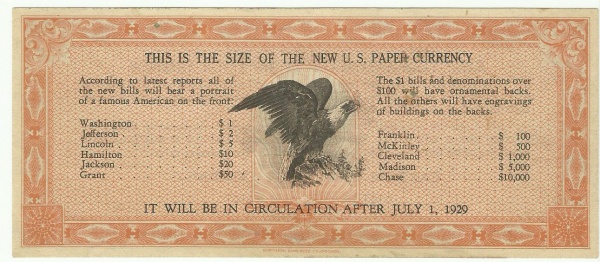 THIS IS THE SIZE OF THE NEW U.S. PAPER CURRENCY
According to latest reports all of
the new bills will bear a portrait
of a famous American on the front:
Washington . . . . . $ 1
Jefferson . . . . . $ 2
Lincoln . . . . . $ 5
Hamilton . . . . . $10
Jackson . . . . . $20
Grant . . . . . $50
The $1 bills and denominations over
$100 will have ornamental backs.
All the others will have engravings
of buildings on the backs.
Franklin . . . . $ 100
McKinley . . . . $ 500
Cleveland . . . . $ 1,000
Madison . . . . $ 5,000
Chase . . . . $10,000
IT WILL BE IN CIRCULATION AFTER JULY 1, 1929